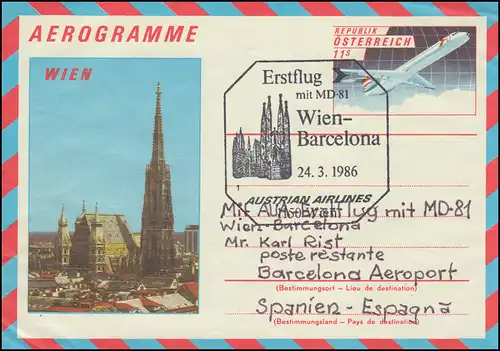 AEROGRAMME
WIEN
REPUBLIK
ÖSTERREICH
11S
Erstflug
mit MD-81
Wien-
Barcelona
24. 3. 1986
AUSTRIAN AIRLINES
Mit AUA-Erstflug mit MD-81
Wien-Barcelona
Mr. Karl Rist
poste restante
Barcelona Aeroport
(Bestimmungsort - Lieu de destination)
Spanien - Espagná
(Bestimmungsland - Pays de destination)